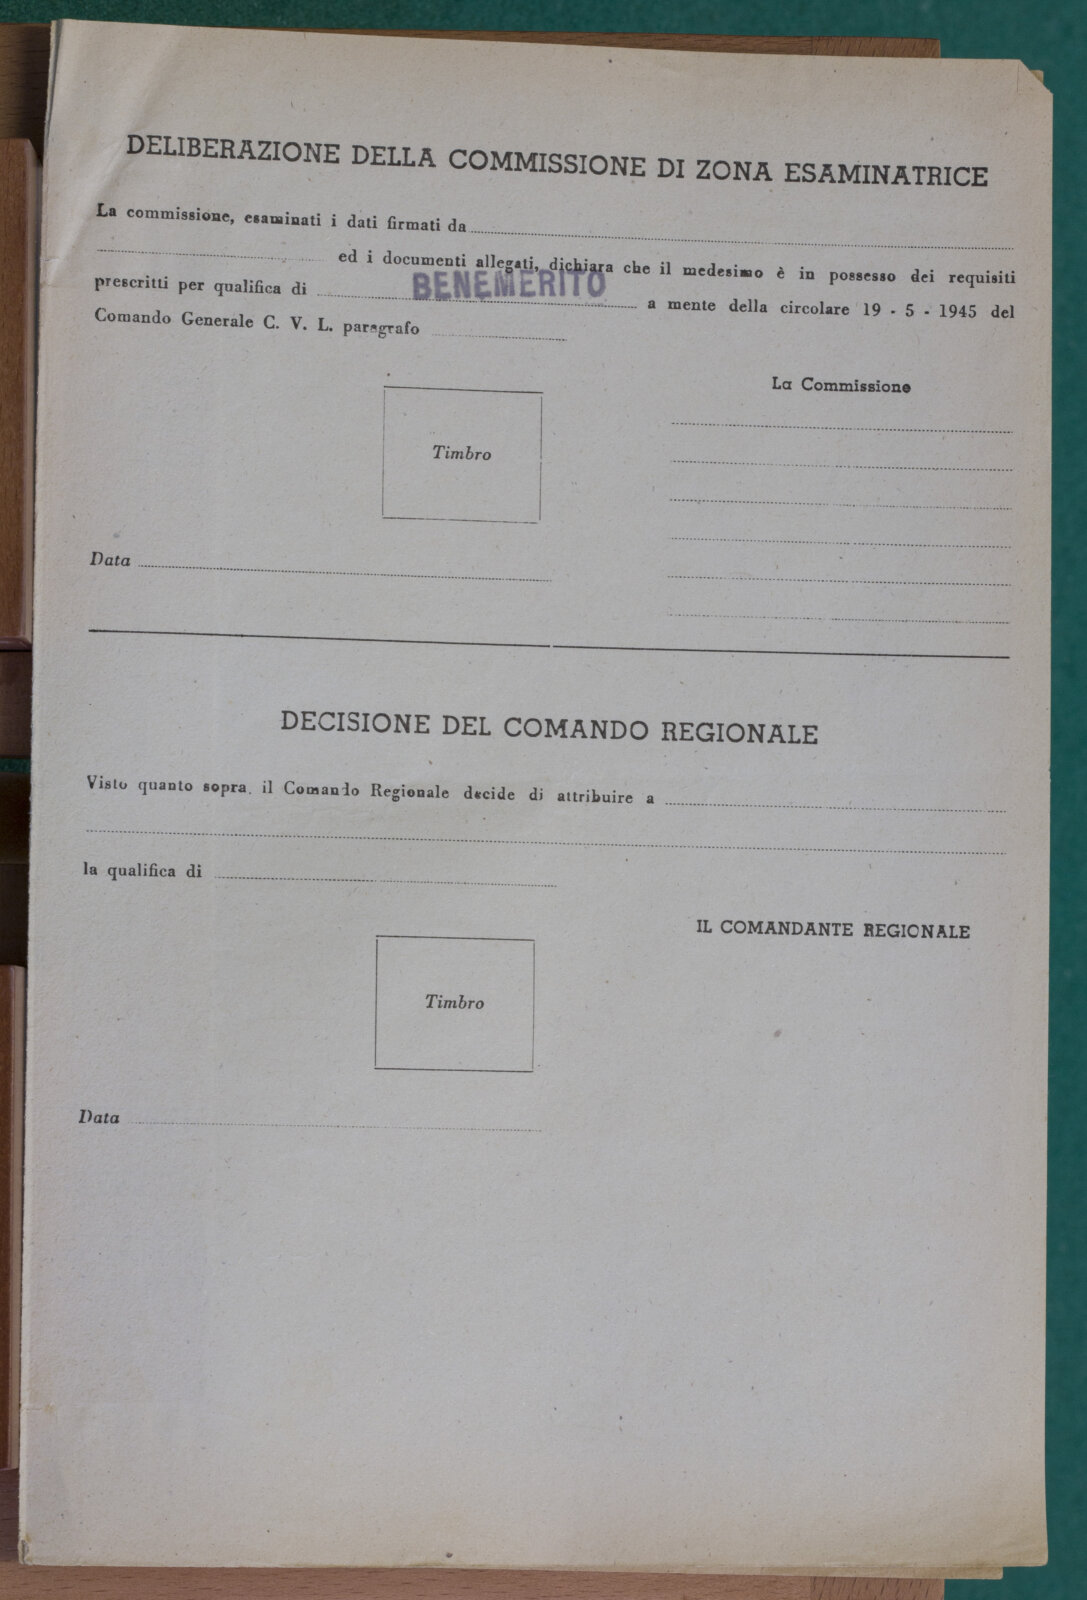 DELIBERAZIONE DELLA COMMISSIONE DI ZONA ESAMINATRICE
La commissione, esaminati i dati firmati da
ed i documenti allegati, dichiara che il medesimo è in possesso dei requisiti
prescritti per qualifica di BENEMERITO a mente della circolare 19 - 5 - 1945 del
Comando Generale C. V. L. paragrafo
La Commissione
Timbro
Data
DECISIONE DEL COMANDO REGIONALE
Visto quanto sopra, il Comando Regionale decide di attribuire a
la qualifica di
IL COMANDANTE REGIONALE
Timbro
Data